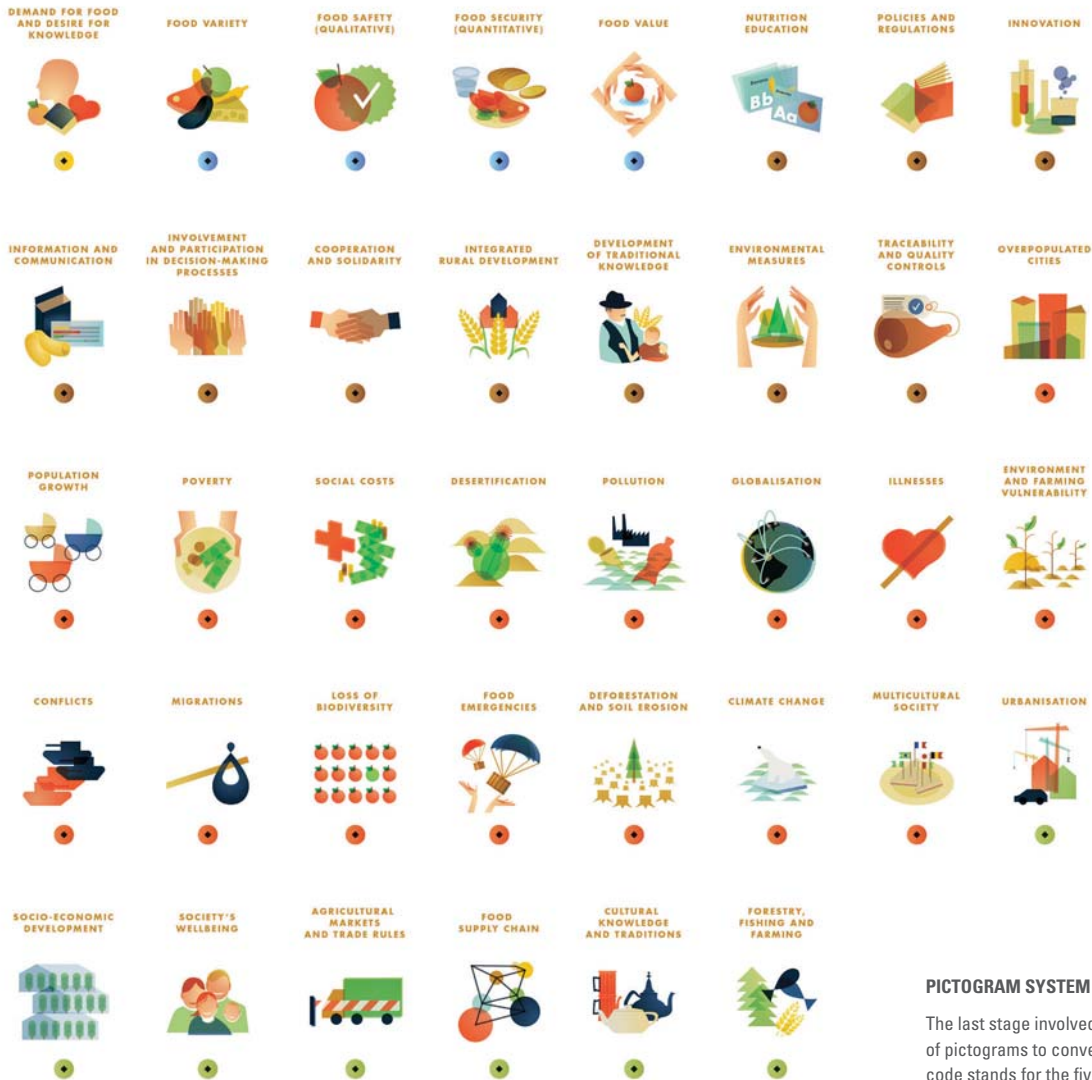 DEMAND FOR FOOD
AND DESIRE FOR
KNOWLEDGE
FOOD VARIETY
FOOD SAFETY
(QUALITATIVE)
FOOD SECURITY
(QUANTITATIVE)
FOOD VALUE
NUTRITION
EDUCATION
POLICIES AND
REGULATIONS
INNOVATION
Bb
Aa
INFORMATION AND
COMMUNICATION
INVOLVEMENT
AND PARTICIPATION
IN DECISION-MAKING
PROCESSES
COOPERATION
AND SOLIDARITY
INTEGRATED
RURAL DEVELOPMENT
DEVELOPMENT
OF TRADITIONAL
KNOWLEDGE
ENVIRONMENTAL
MEASURES
TRACEABILITY
AND QUALITY
CONTROLS
OVERPOPULATED
CITIES
POPULATION
GROWTH
POVERTY
SOCIAL COSTS
DESERTIFICATION
POLLUTION
GLOBALISATION
ILLNESSES
ENVIRONMENT
AND FARMING
VULNERABILITY
CONFLICTS
MIGRATIONS
LOSS OF
BIODIVERSITY
FOOD
EMERGENCIES
DEFORESTATION
AND SOIL EROSION
CLIMATE CHANGE
MULTICULTURAL
SOCIETY
URBANISATION
SOCIO-ECONOMIC
DEVELOPMENT
SOCIETY'S
WELLBEING
AGRICULTURAL
MARKETS
AND TRADE RULES
FOOD
SUPPLY CHAIN
CULTURAL
KNOWLEDGE
AND TRADITIONS
FORESTRY,
FISHING AND
FARMING
PICTOGRAM SYSTEM
The last stage involved
of pictograms to conve
code stands for the fiv